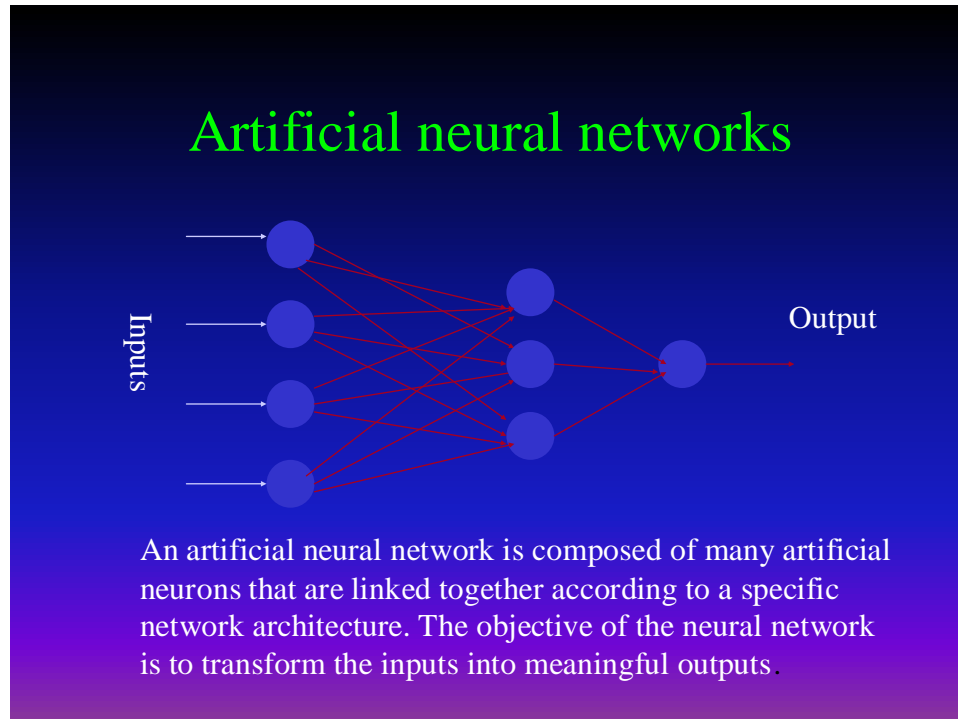 Artificial neural networks
Inputs
Output
An artificial neural network is composed of many artificial
neurons that are linked together according to a specific
network architecture. The objective of the neural network
is to transform the inputs into meaningful outputs.